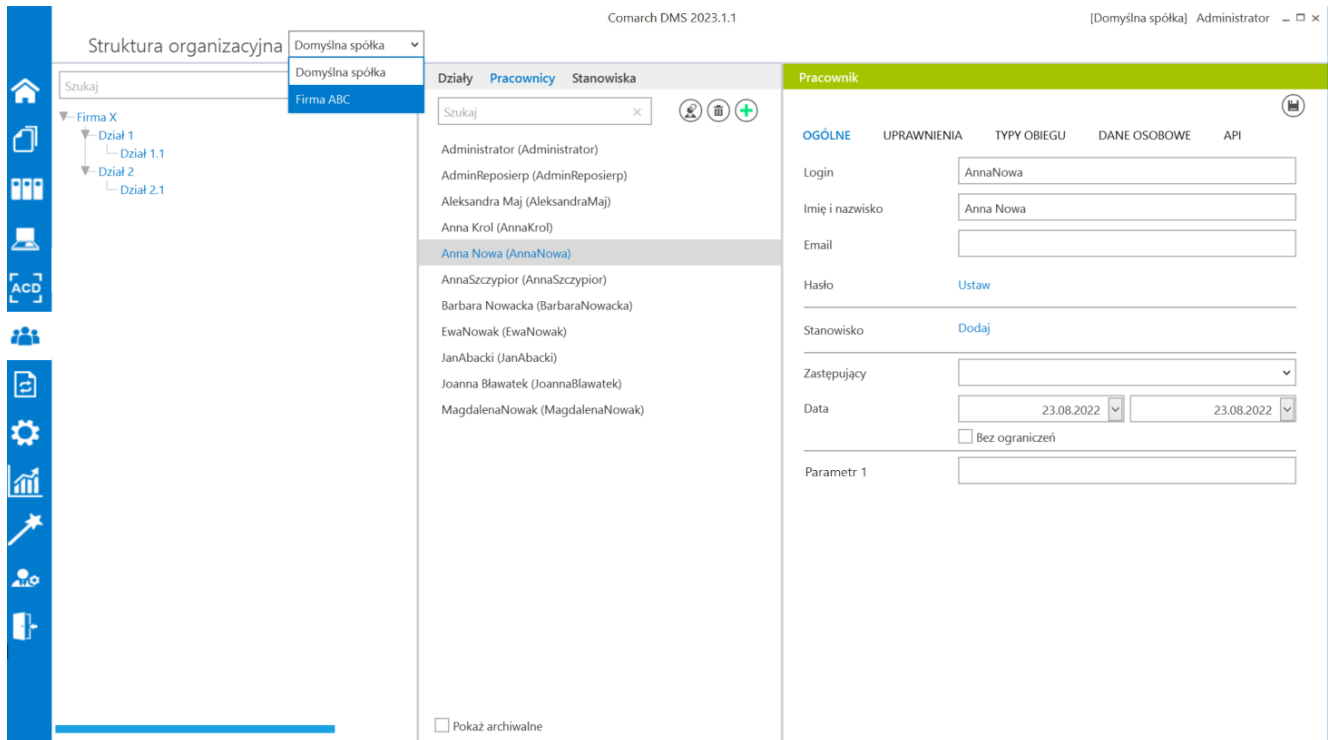 Comarch DMS 2023.1.1
[Domyślna spółka] Administrator
Struktura organizacyjna Domyślna spółka
Domyślna spółka
Firma ABC
Szukaj
Firma X
Dział 1
Dział 1.1
Dział 2
Dział 2.1
ACD
Działy Pracownicy Stanowiska
Szukaj
Administrator (Administrator)
AdminReposierp (AdminReposierp)
Aleksandra Maj (AleksandraMaj)
Anna Krol (AnnaKrol)
Anna Nowa (AnnaNowa)
AnnaSzczypior (AnnaSzczypior)
Barbara Nowacka (BarbaraNowacka)
EwaNowak (EwaNowak)
JanAbacki (JanAbacki)
Joanna Bławatek (JoannaBlawatek)
MagdalenaNowak (MagdalenaNowak)
Pokaż archiwalne
Pracownik
OGÓLNE UPRAWNIENIA TYPY OBIEGU DANE OSOBOWE API
Login AnnaNowa
Imię i nazwisko Anna Nowa
Email
Hasło Ustaw
Stanowisko Dodaj
Zastępujący
Data 23.08.2022 23.08.2022
Bez ograniczeń
Parametr 1